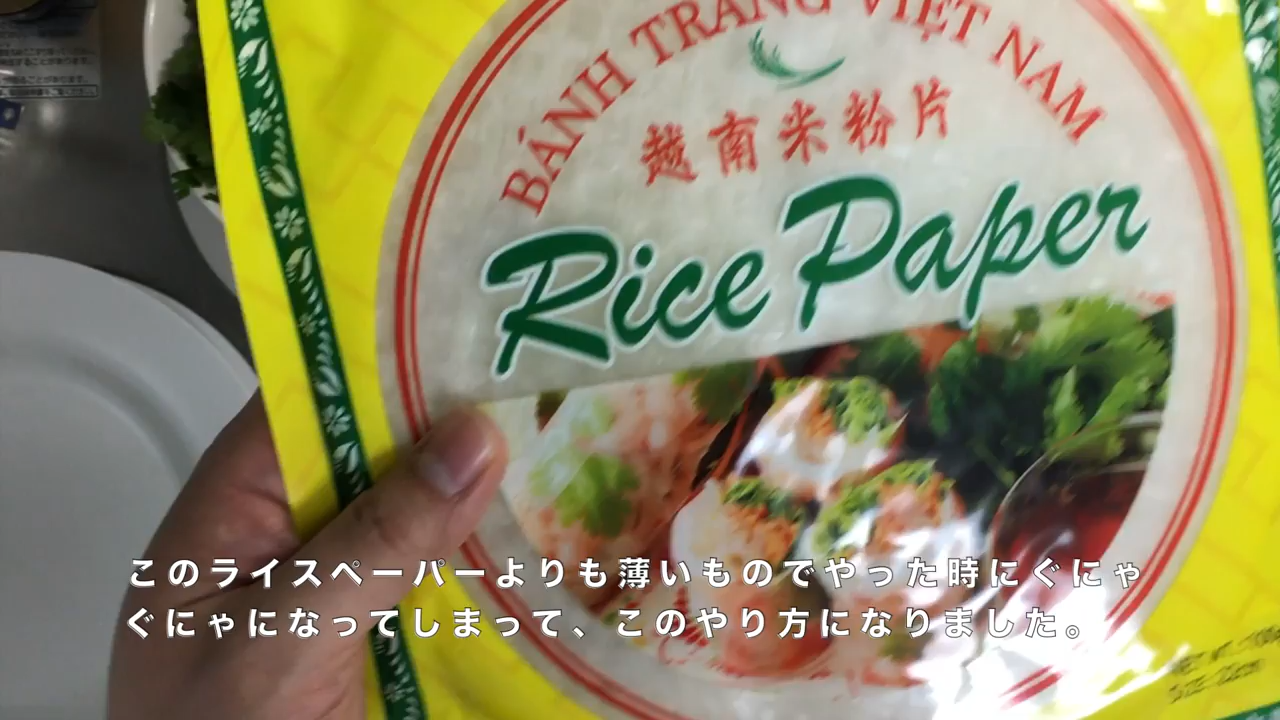 BÁNH TRÁNG VIỆT NAM
越南米粉片
Rice Paper
このライスペーパーよりも薄いものでやった時にぐにゃ
ぐにゃになってしまって、このやり方になりました。